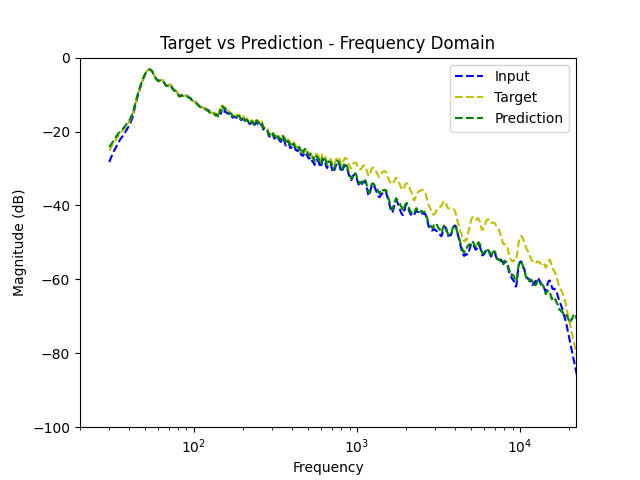 Target vs Prediction - Frequency Domain
Magnitude (dB)
0
−20
−40
−60
−80
−100
Input
Target
Prediction
10²
10³
10⁴
Frequency